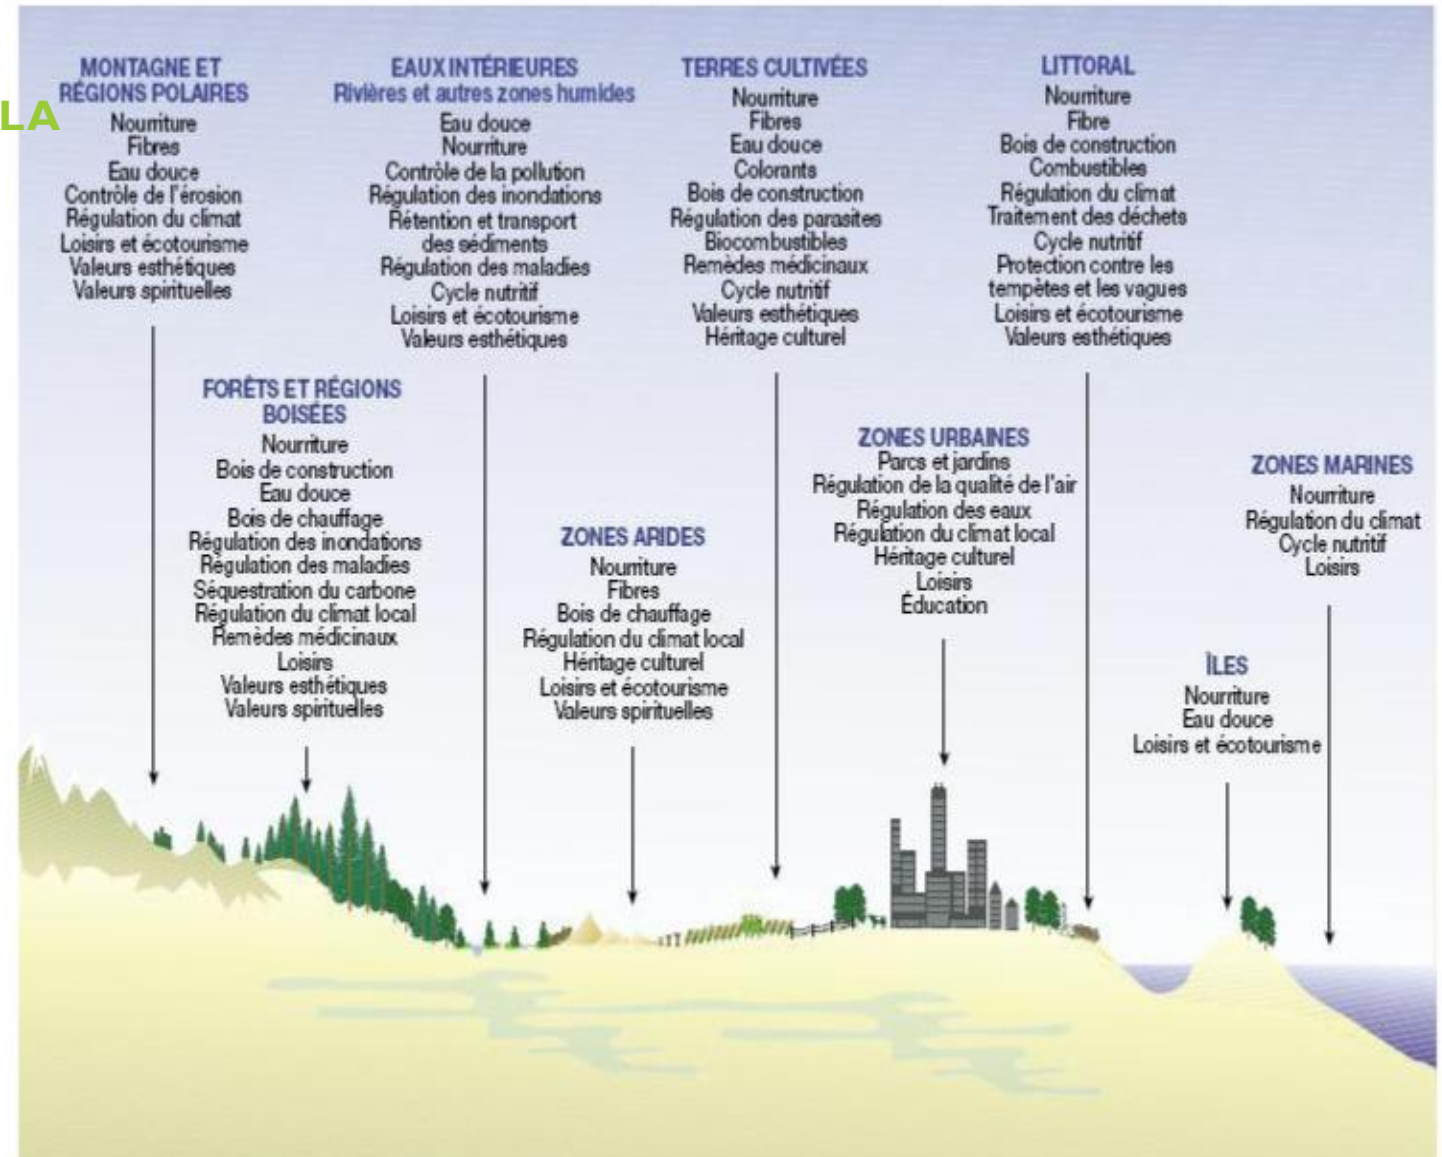 LA
MONTAGNE ET
RÉGIONS POLAIRES
Nourriture
Fibres
Eau douce
Contrôle de l'érosion
Régulation du climat
Loisirs et écotourisme
Valeurs esthétiques
Valeurs spirituelles
EAUX INTÉRIEURES
Rivières et autres zones humides
Eau douce
Nourriture
Contrôle de la pollution
Régulation des inondations
Rétention et transport
des sédiments
Régulation des maladies
Cycle nutritif
Loisirs et écotourisme
Valeurs esthétiques
TERRES CULTIVÉES
Nourriture
Fibres
Eau douce
Colorants
Bois de construction
Régulation des parasites
Biocombustibles
Remèdes médicinaux
Cycle nutritif
Valeurs esthétiques
Héritage culturel
LITTORAL
Nourriture
Fibre
Bois de construction
Combustibles
Régulation du climat
Traitement des déchets
Cycle nutritif
Protection contre les
tempètes et les vagues
Loisirs et écotourisme
Valeurs esthétiques
FORÊTS ET RÉGIONS
BOISÉES
Nourriture
Bois de construction
Eau douce
Bois de chauffage
Régulation des inondations
Régulation des maladies
Séquestration du carbone
Régulation du climat local
Remèdes médicinaux
Loisirs
Valeurs esthétiques
Valeurs spirituelles
ZONES ARIDES
Nourriture
Fibres
Bois de chauffage
Régulation du climat local
Héritage culturel
Loisirs et écotourisme
Valeurs spirituelles
ZONES URBAINES
Parcs et jardins
Régulation de la qualité de l'air
Régulation des eaux
Régulation du climat local
Héritage culturel
Loisirs
Éducation
ÎLES
Nourriture
Eau douce
Loisirs et écotourisme
ZONES MARINES
Nourriture
Régulation du climat
Cycle nutritif
Loisirs